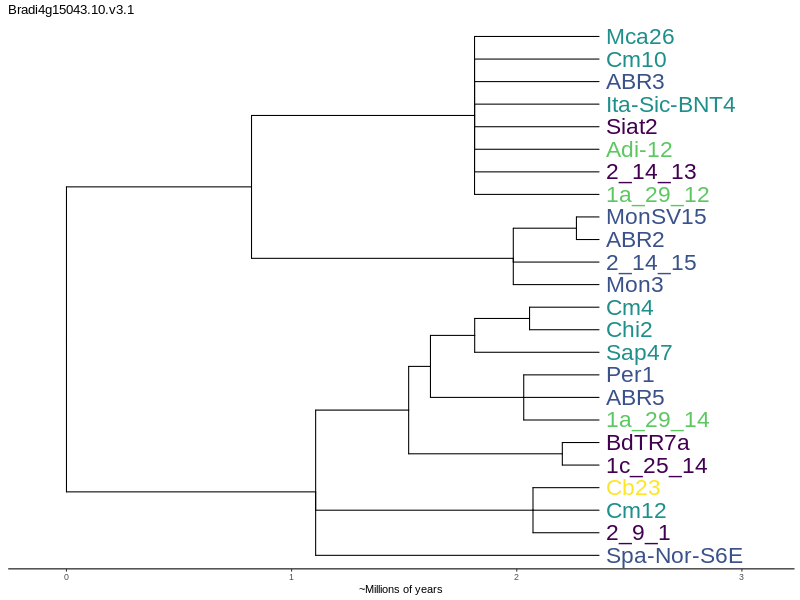 Bradi4g15043.10.v3.1
Mca26
Cm10
ABR3
Ita-Sic-BNT4
Siat2
Adi-12
2_14_13
1a_29_12
MonSV15
ABR2
2_14_15
Mon3
Cm4
Chi2
Sap47
Per1
ABR5
1a_29_14
BdTR7a
1c_25_14
Cb23
Cm12
2_9_1
Spa-Nor-S6E
0 1 2 3
~Millions of years